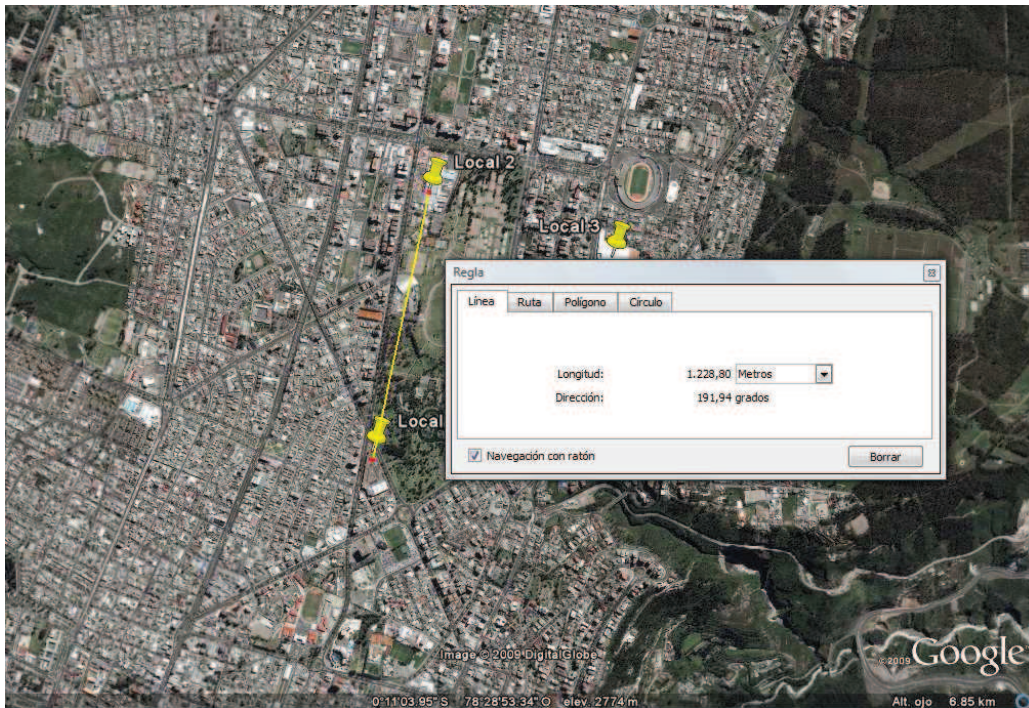 Local 2
Local 3
Regla
Línea Ruta Polígono Círculo
Longitud: 1.228,80 Metros
Dirección: 191,94 grados
Local
Navegación con ratón Borrar
Image © 2009 DigitalGlobe
©2009 Google
0°11'03.95" S 78°28'53.34" O elev. 2774 m Alt. ojo 6.85 km